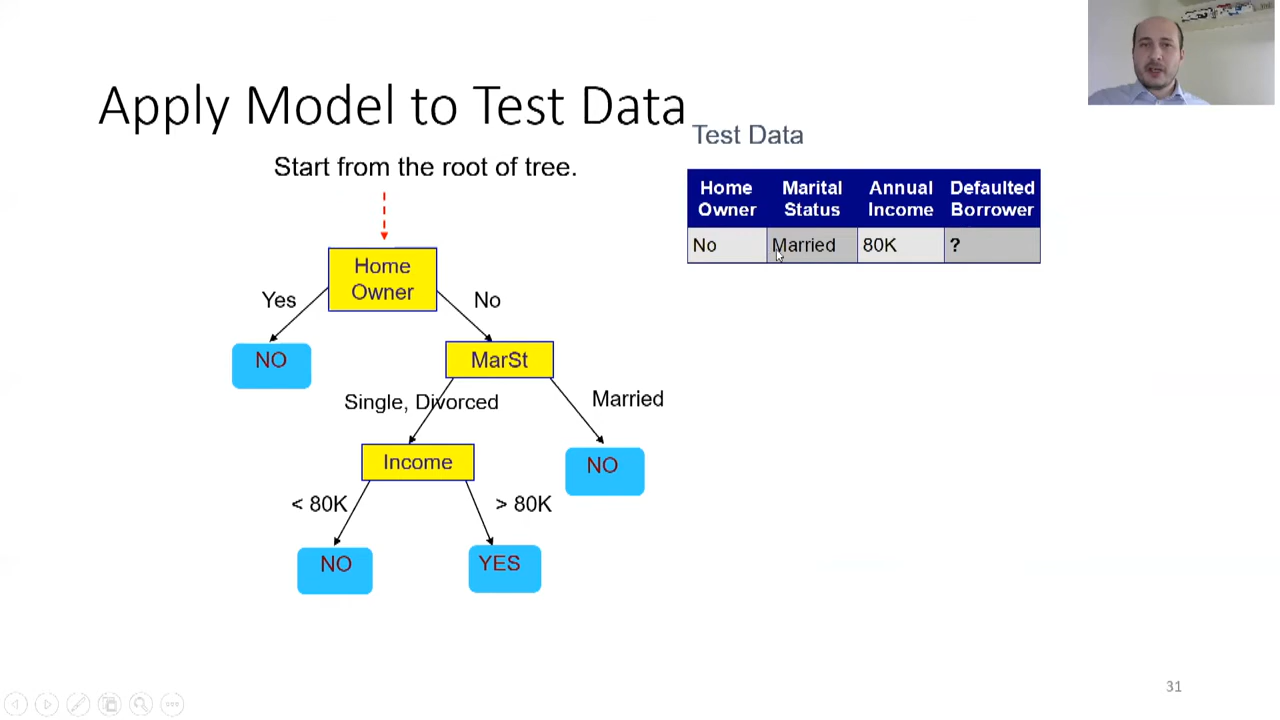 Apply Model to Test Data
Test Data
Start from the root of tree.
Home Owner
Marital Status
Annual Income
Defaulted Borrower
No
Married
80K
?
Home
Owner
Yes
No
NO
MarSt
Single, Divorced
Married
Income
NO
< 80K
> 80K
NO
YES
31